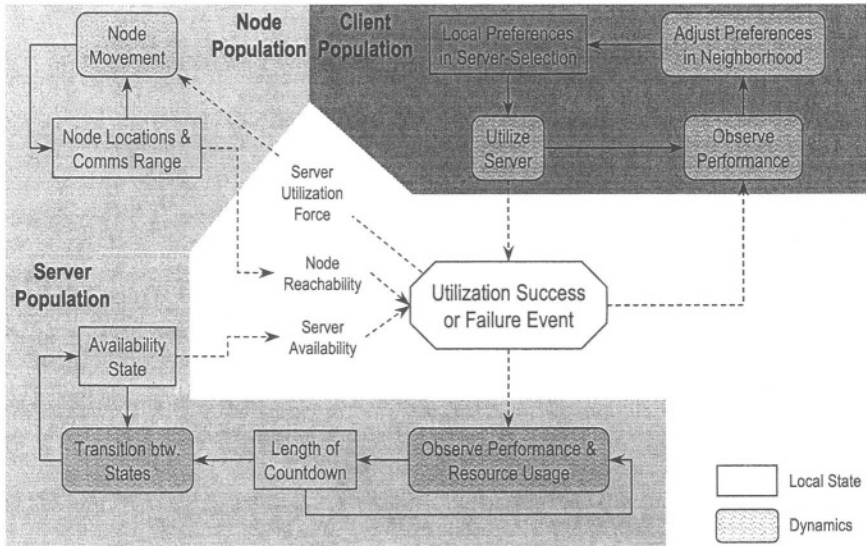 Node
Movement
Node
Population
Client
Population
Local Preferences
in Server-Selection
Adjust Preferences
in Neighborhood
Node Locations &
Comms Range
Utilize
Server
Observe
Performance
Server
Utilization
Force
Node
Reachability
Utilization Success
or Failure Event
Server
Population
Server
Availability
Availability
State
Transition btw.
States
Length of
Countdown
Observe Performance &
Resource Usage
Local State
Dynamics